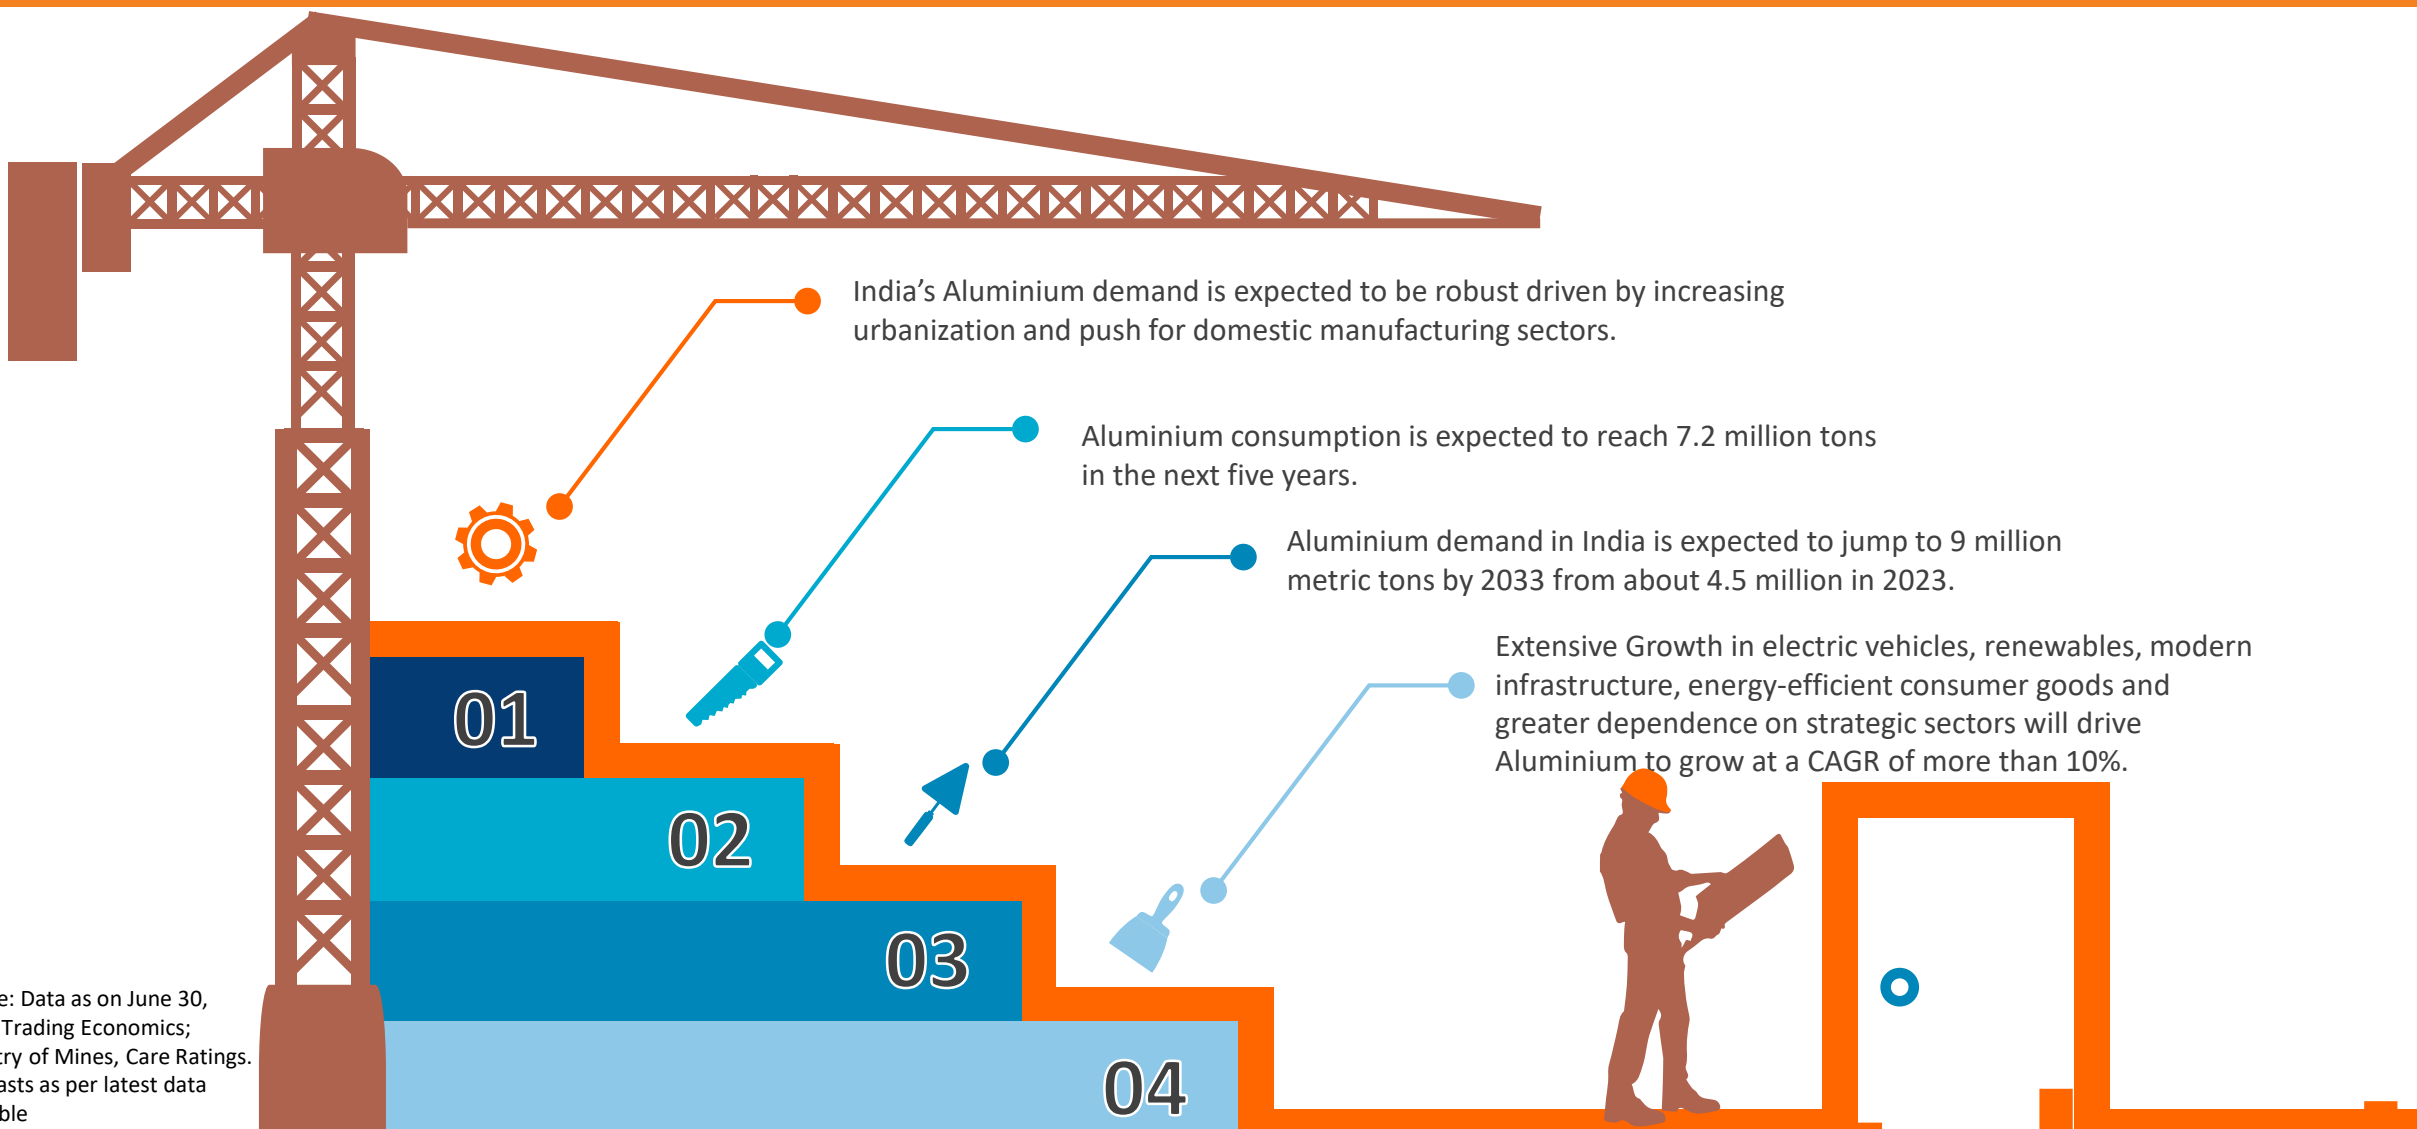 India’s Aluminium demand is expected to be robust driven by increasing
urbanization and push for domestic manufacturing sectors.
Aluminium consumption is expected to reach 7.2 million tons
in the next five years.
Aluminium demand in India is expected to jump to 9 million
metric tons by 2033 from about 4.5 million in 2023.
Extensive Growth in electric vehicles, renewables, modern
infrastructure, energy-efficient consumer goods and
greater dependence on strategic sectors will drive
Aluminium to grow at a CAGR of more than 10%.
01
02
03
04
Data as on June 30,
Trading Economics;
of Mines, Care Ratings.
as per latest data